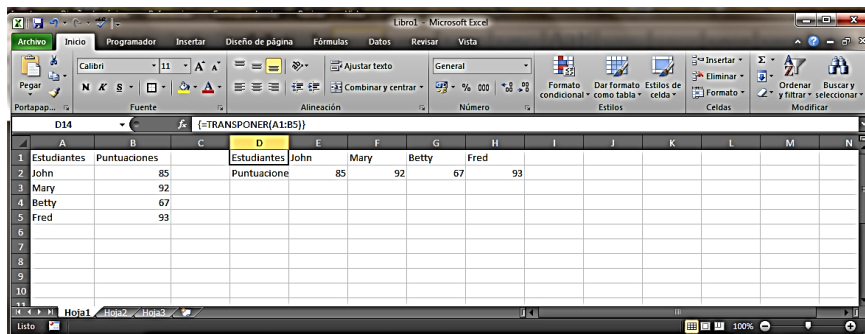 Libro1 - Microsoft Excel
Archivo Inicio Programador Insertar Diseño de página Fórmulas Datos Revisar Vista
Pegar
Calibri 11 A A
N K S A
Ajustar texto
Combinar y centrar
General
% 000
Formato condicional
Dar formato como tabla
Estilos de celda
Insertar
Eliminar
Formato
Σ
Ordenar y filtrar
Buscar y seleccionar
Portapap... Fuente Alineación Número Estilos Celdas Modificar
D14 fx {=TRANSPONER(A1:B5)}
A B C D E F G H I J K L M N
1 Estudiantes Puntuaciones Estudiantes John Mary Betty Fred
2 John 85 Puntuacione 85 92 67 93
3 Mary 92
4 Betty 67
5 Fred 93
6
7
8
9
10
11
Hoja1 Hoja2 Hoja3
Listo 100%